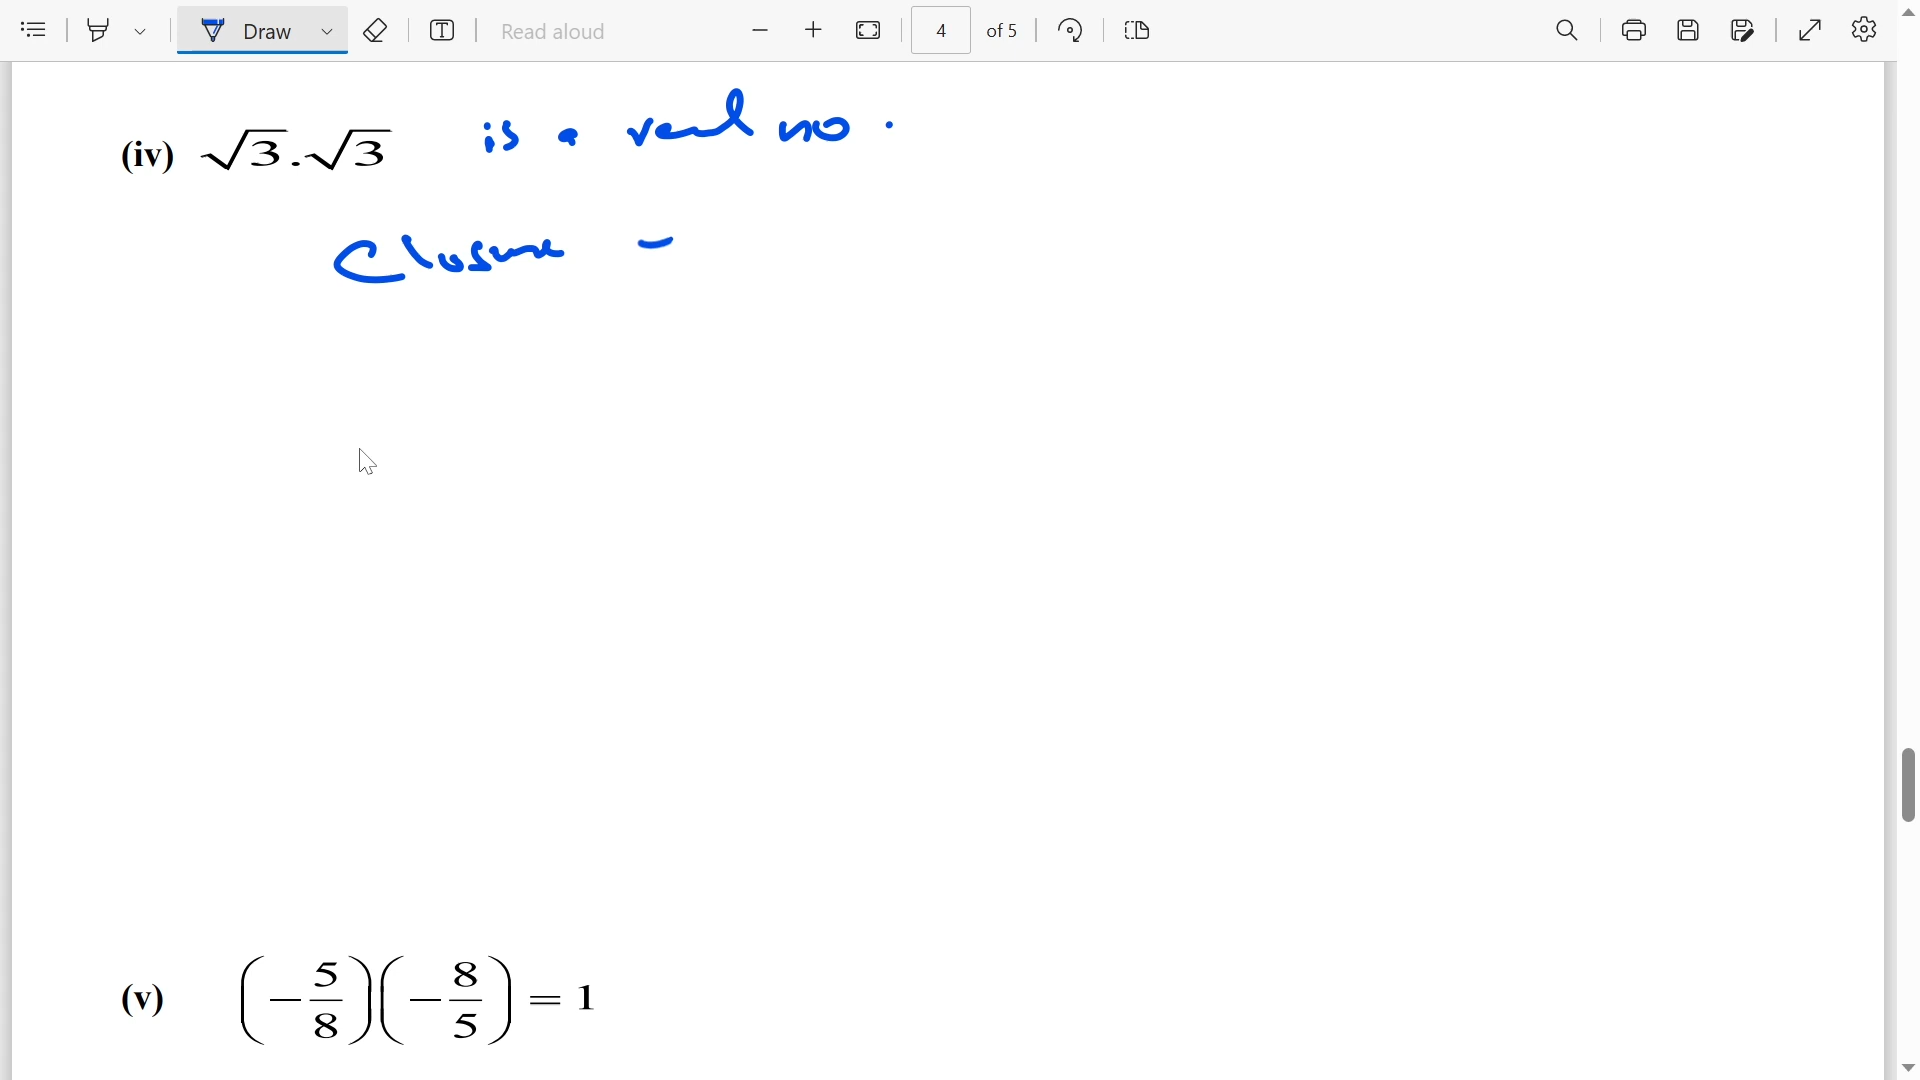 Draw
Read aloud
4 of 5
(iv) √3.√3 is a real no.
Closure -
(v) (-5/8)(-8/5) = 1